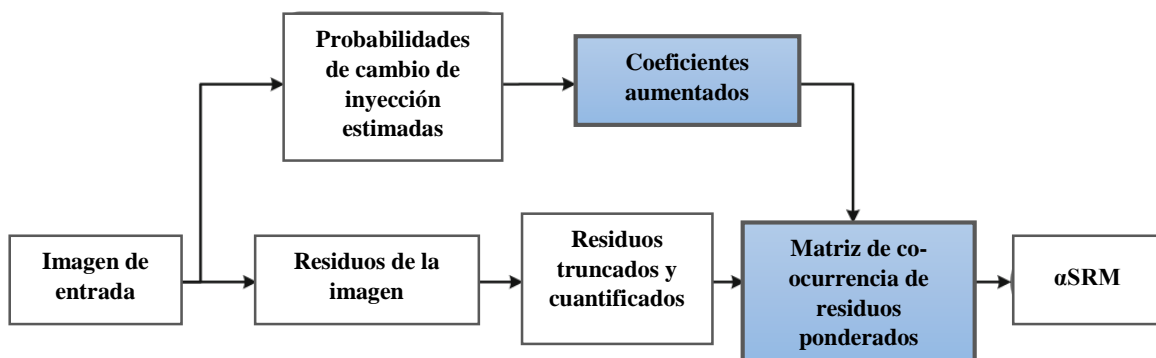 Probabilidades
de cambio de
inyección
estimadas
Coeficientes
aumentados
Imagen de
entrada
Residuos de la
imagen
Residuos
truncados y
cuantificados
Matriz de co-
ocurrencia de
residuos
ponderados
αSRM